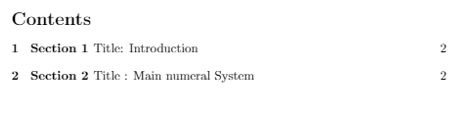 Contents
1 Section 1 Title: Introduction 2
2 Section 2 Title : Main numeral System 2